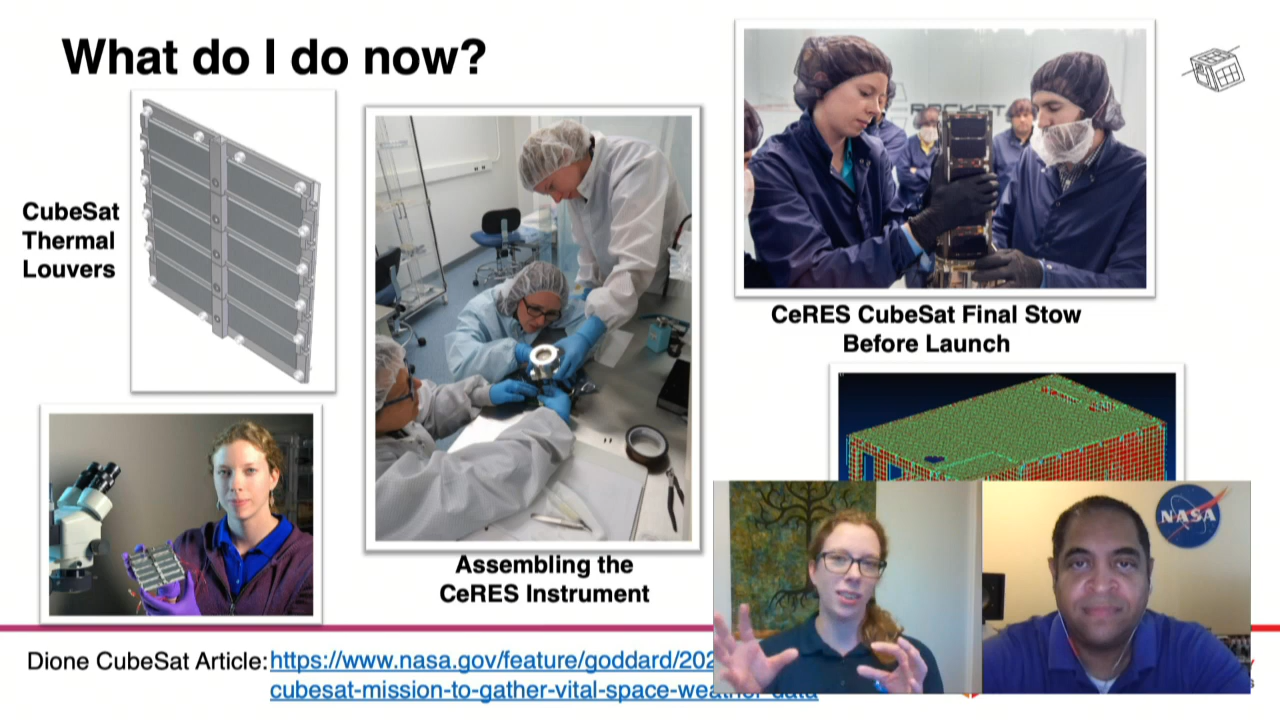 What do I do now?
CubeSat
Thermal
Louvers
ROCKET
CeRES CubeSat Final Stow
Before Launch
Assembling the
CeRES Instrument
NASA
Dione CubeSat Article: https://www.nasa.gov/feature/goddard/202
cubesat-mission-to-gather-vital-space-weather-data